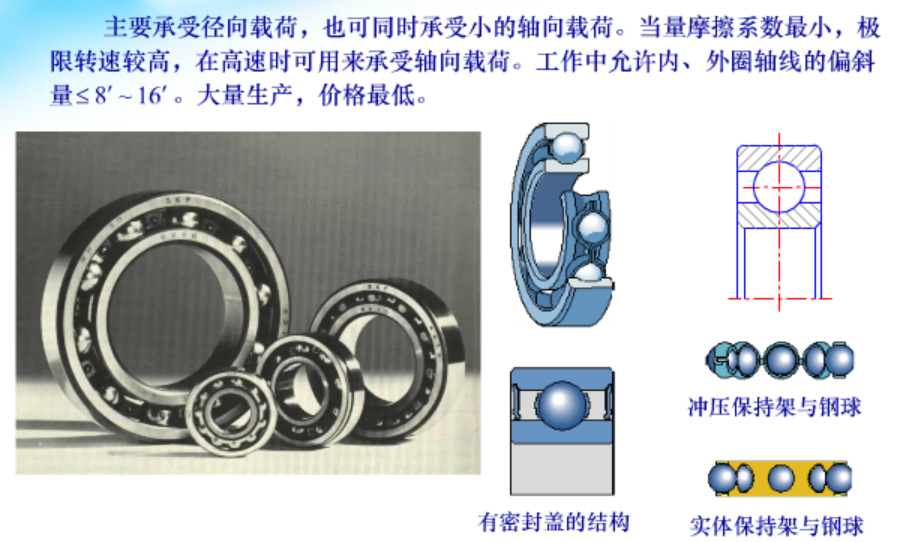 主要承受径向载荷，也可同时承受小的轴向载荷。当量摩擦系数最小，极
限转速较高，在高速时可用来承受轴向载荷。工作中允许内、外圈轴线的偏斜
量≤8′~16′。大量生产，价格最低。
SKF
冲压保持架与钢球
有密封盖的结构
实体保持架与钢球